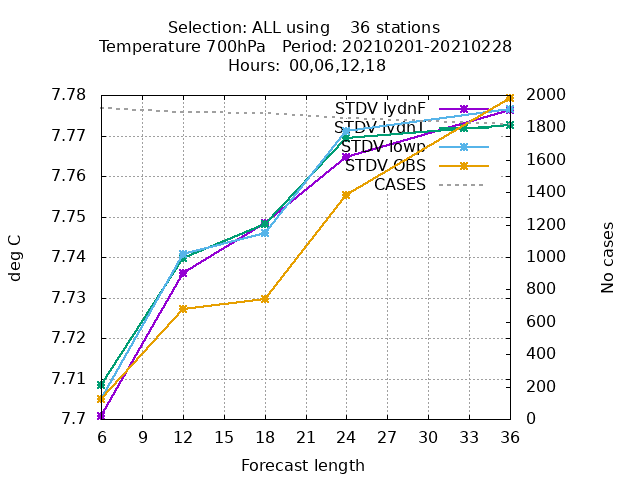 Selection: ALL using    36 stations
Temperature 700hPa   Period: 20210201-20210228
Hours: 00,06,12,18
STDV lydnF
STDV lydnT
STDV lown
STDV OBS
CASES
7.78
7.77
7.76
7.75
7.74
7.73
7.72
7.71
7.7
2000
1800
1600
1400
1200
1000
800
600
400
200
0
deg C
No cases
6 9 12 15 18 21 24 27 30 33 36
Forecast length